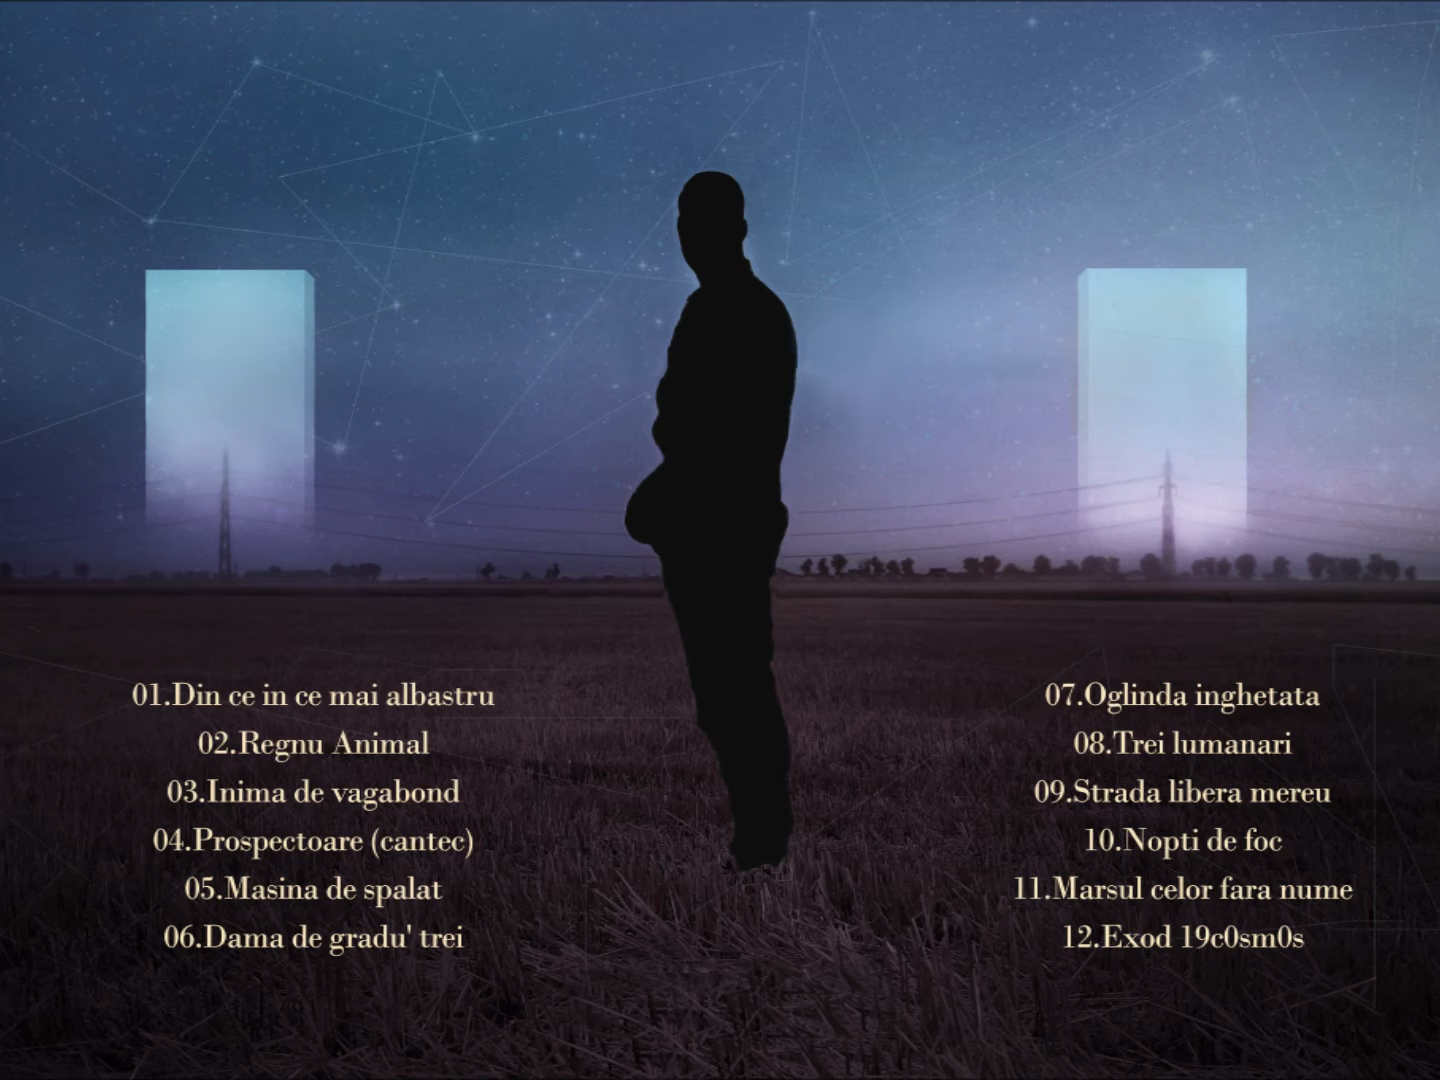 01.Din ce in ce mai albastru
02.Regnu Animal
03.Inima de vagabond
04.Prospectoare (cantec)
05.Masina de spalat
06.Dama de gradu' trei
07.Oglinda inghetata
08.Trei lumanari
09.Strada libera mereu
10.Nopti de foc
11.Marsul celor fara nume
12.Exod 19c0sm0s